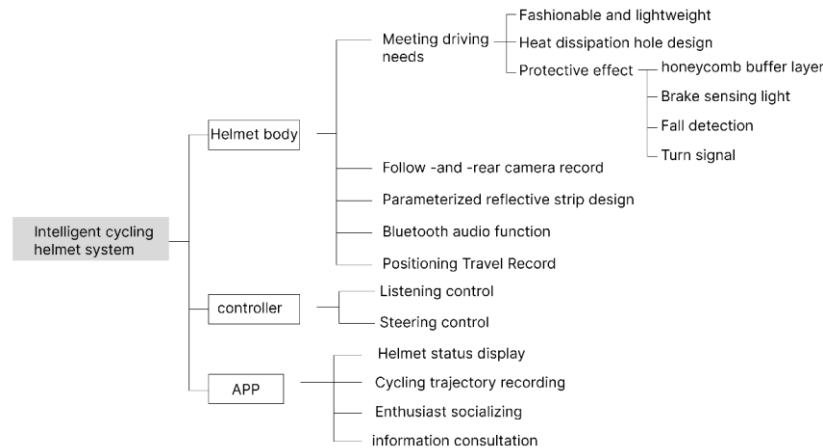 Intelligent cycling
helmet system
Helmet body
Meeting driving
needs
Fashionable and lightweight
Heat dissipation hole design
Protective effect
honeycomb buffer layer
Brake sensing light
Fall detection
Turn signal
Follow -and -rear camera record
Parameterized reflective strip design
Bluetooth audio function
Positioning Travel Record
controller
Listening control
Steering control
APP
Helmet status display
Cycling trajectory recording
Enthusiast socializing
information consultation